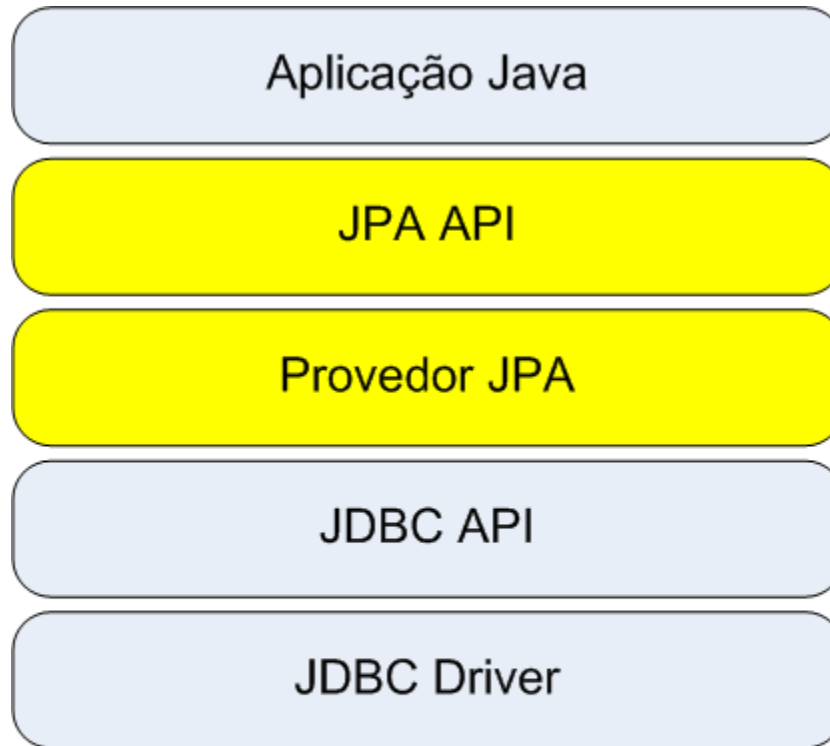 Aplicação Java
JPA API
Provedor JPA
JDBC API
JDBC Driver